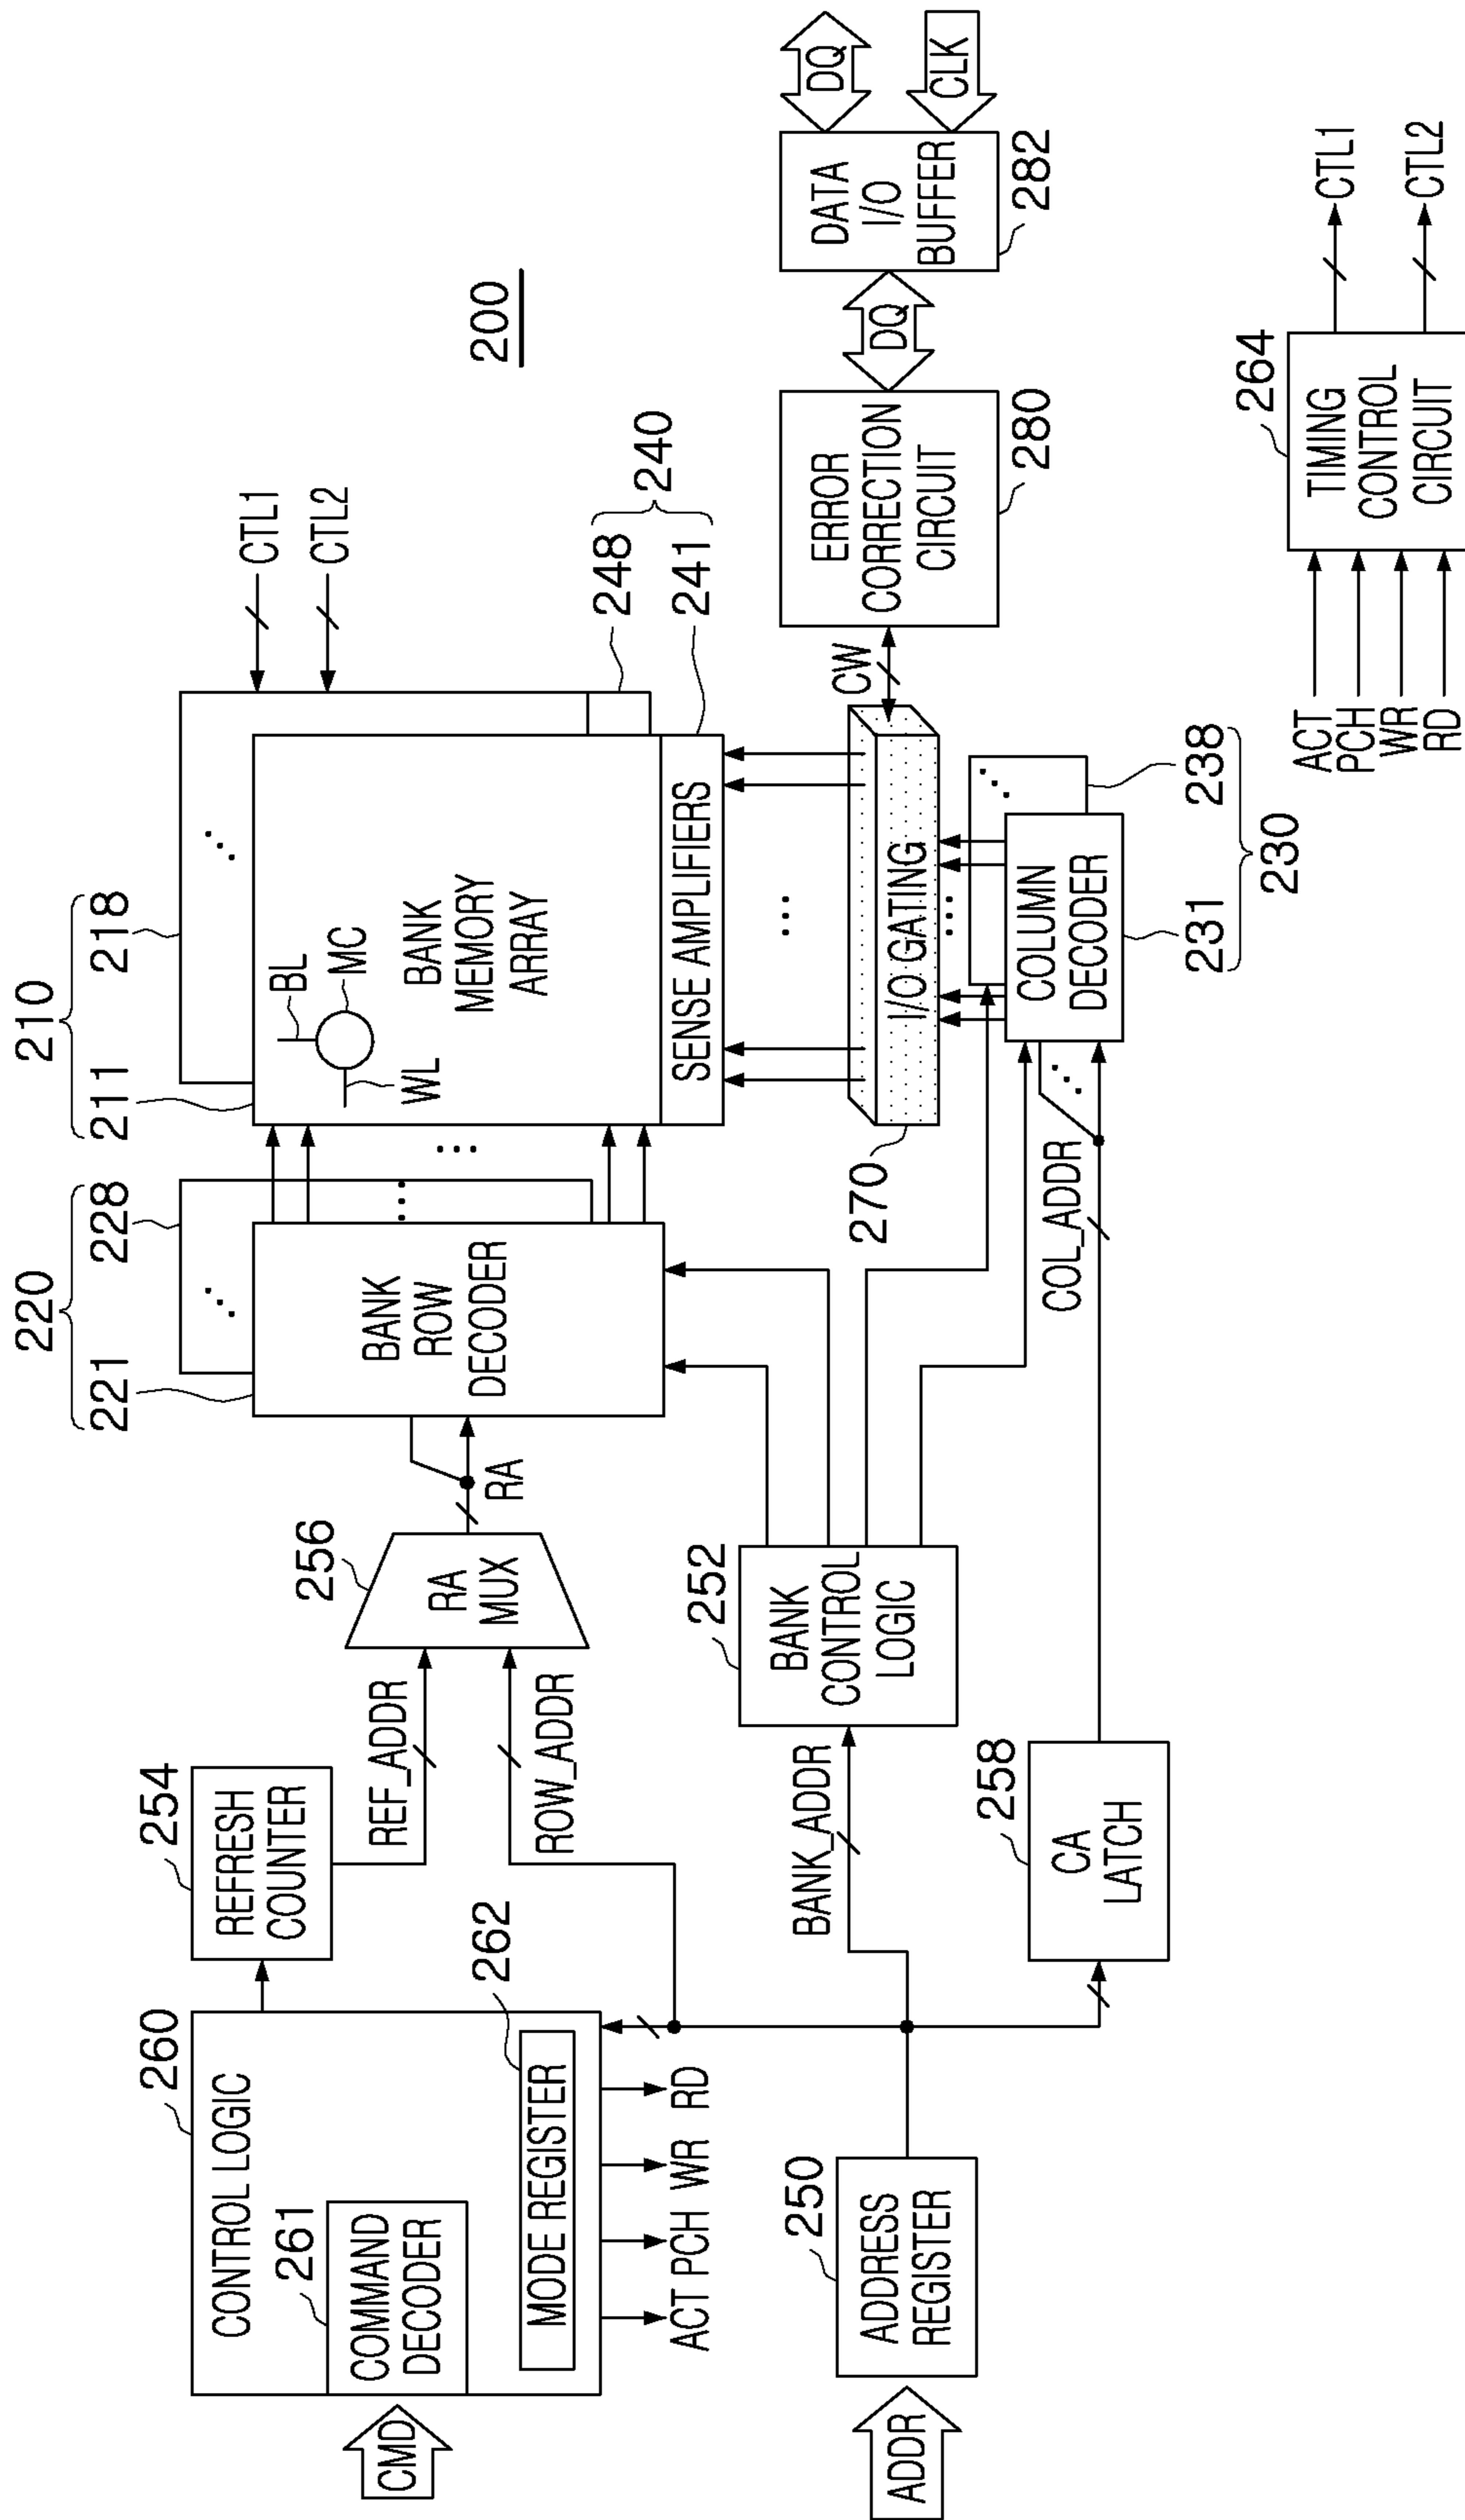 200
210
211
218
220
221
228
260
CONTROL LOGIC
261
COMMAND
DECODER
262
MODE REGISTER
CMD
ACT
PCH
WR
RD
254
REFRESH
COUNTER
REF_ADDR
ROW_ADDR
256
RA
MUX
RA
BANK
ROW
DECODER
BL
MC
WL
BANK
MEMORY
ARRAY
SENSE AMPLIFIERS
CTL1
CTL2
248
241
240
ADDR
250
ADDRESS
REGISTER
BANK_ADDR
252
BANK
CONTROL
LOGIC
258
CA
LATCH
COL_ADDR
270
I/O GATING
COLUMN
DECODER
231
238
230
CW
ERROR
CORRECTION
CIRCUIT
280
DQ
DATA
I/O
BUFFER
282
DQ
CLK
ACT
PCH
WR
RD
264
TIMING
CONTROL
CIRCUIT
CTL1
CTL2